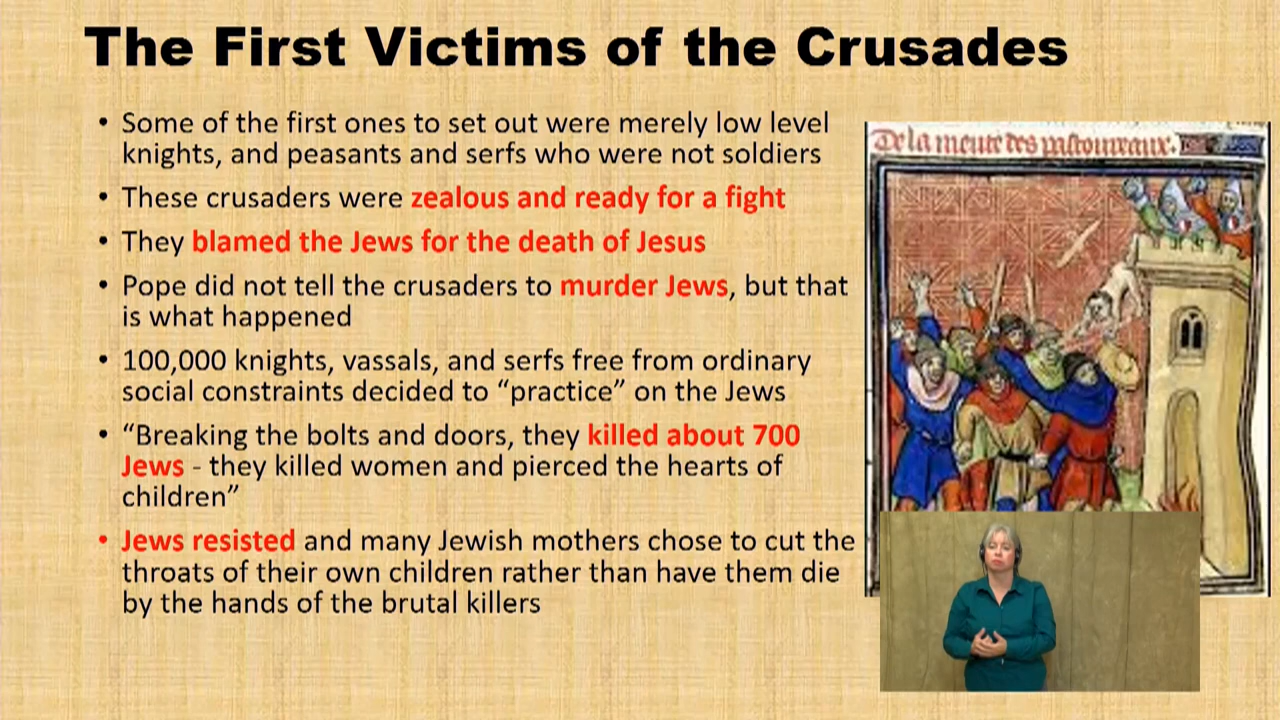 The First Victims of the Crusades
• Some of the first ones to set out were merely low level
knights, and peasants and serfs who were not soldiers
• These crusaders were zealous and ready for a fight
• They blamed the Jews for the death of Jesus
• Pope did not tell the crusaders to murder Jews, but that
is what happened
• 100,000 knights, vassals, and serfs free from ordinary
social constraints decided to “practice” on the Jews
• “Breaking the bolts and doors, they killed about 700
Jews - they killed women and pierced the hearts of
children”
• Jews resisted and many Jewish mothers chose to cut the
throats of their own children rather than have them die
by the hands of the brutal killers
De la meute des pastoureaux.